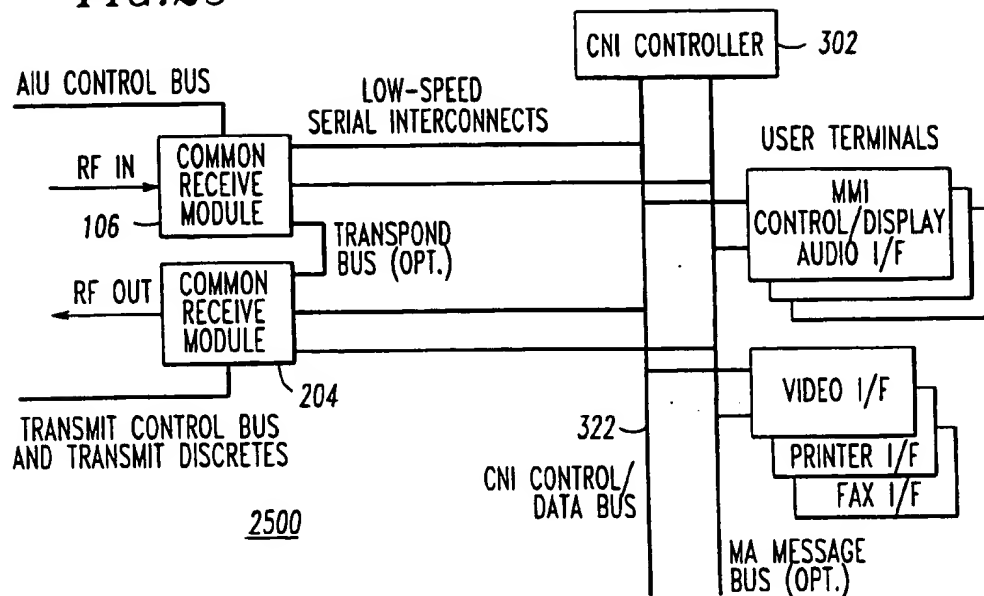 CNI CONTROLLER
302
AIU CONTROL BUS
LOW-SPEED
SERIAL INTERCONNECTS
USER TERMINALS
RF IN
COMMON
RECEIVE
MODULE
106
MMI
CONTROL/DISPLAY
AUDIO I/F
TRANSPOND
BUS (OPT.)
RF OUT
COMMON
RECEIVE
MODULE
204
VIDEO I/F
PRINTER I/F
FAX I/F
TRANSMIT CONTROL BUS
AND TRANSMIT DISCRETES
322
CNI CONTROL/
DATA BUS
2500
MA MESSAGE
BUS (OPT.)